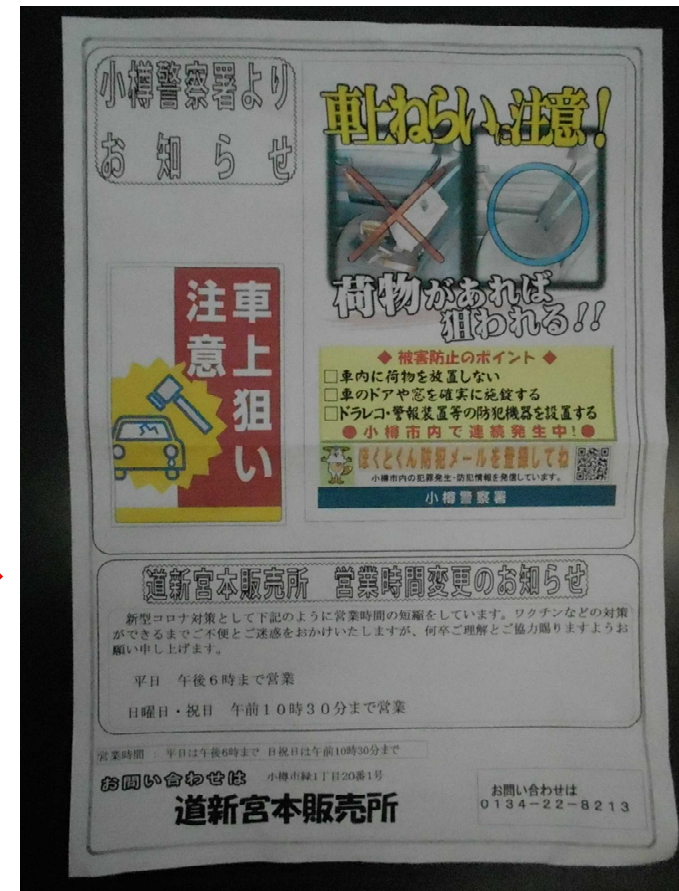 小樽警察署より
お知らせ
車上ねらいに注意！
荷物があれば
狙われる!!
車上狙い
注意
◆ 被害防止のポイント ◆
□車内に荷物を放置しない
□車のドアや窓を確実に施錠する
□ドラレコ・警報装置等の防犯機器を設置する
●小樽市内で連続発生中！●
ほくとくん防犯メールを登録してね
小樽市内の犯罪発生・防犯情報を発信しています。
小樽警察署
道新宮本販売所　営業時間変更のお知らせ
新型コロナ対策として下記のように営業時間の短縮をしています。ワクチンなどの対策
ができるまでご不便とご迷惑をおかけいたしますが、何卒ご理解とご協力賜りますようお
願い申し上げます。
平日　午後６時まで営業
日曜日・祝日　午前１０時３０分まで営業
営業時間　：　平日は午後6時まで 日祝日は午前10時30分まで
お問い合わせは
小樽市緑1丁目20番1号
道新宮本販売所
お問い合わせは
０１３４－２２－８２１３